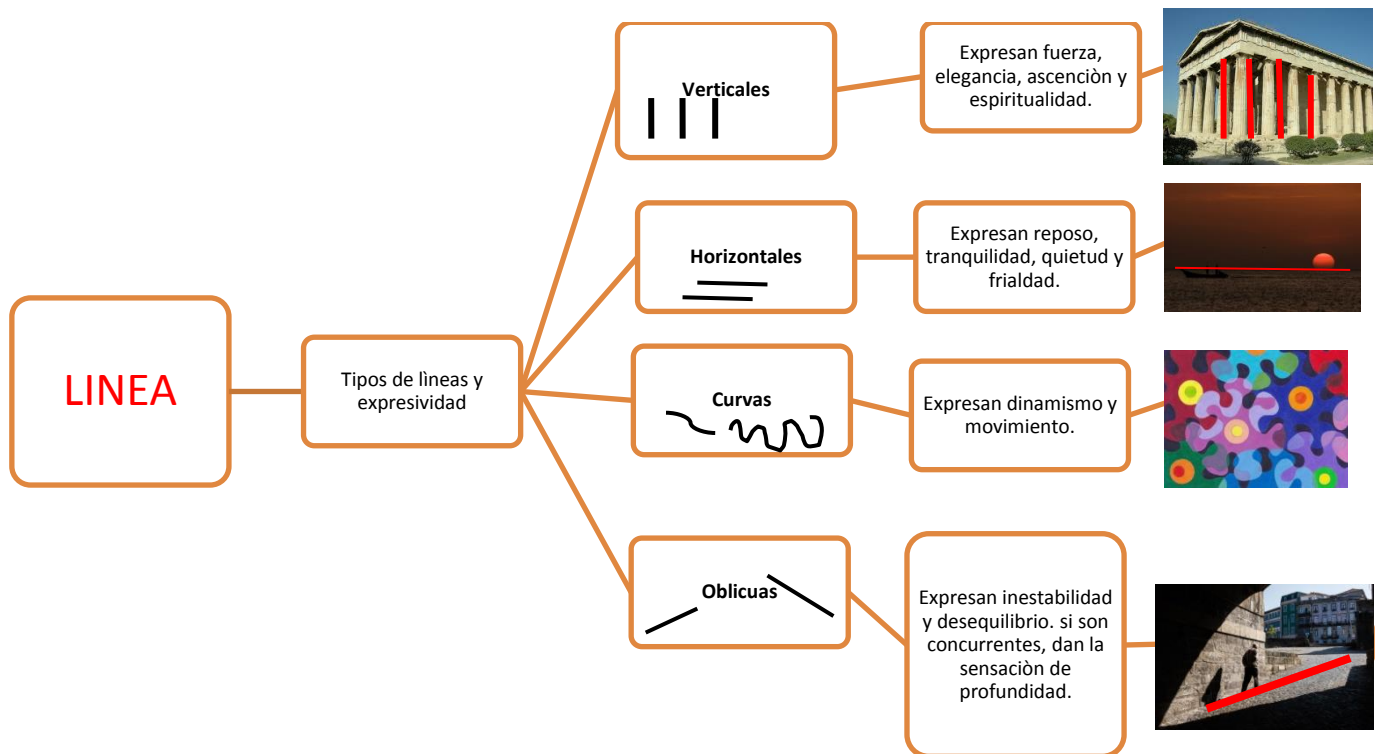 LINEA
Tipos de lìneas y
expresividad
Verticales
Expresan fuerza,
elegancia, ascenciòn y
espiritualidad.
Horizontales
Expresan reposo,
tranquilidad, quietud y
frialdad.
Curvas
Expresan dinamismo y
movimiento.
Oblicuas
Expresan inestabilidad
y desequilibrio. si son
concurrentes, dan la
sensaciòn de
profundidad.